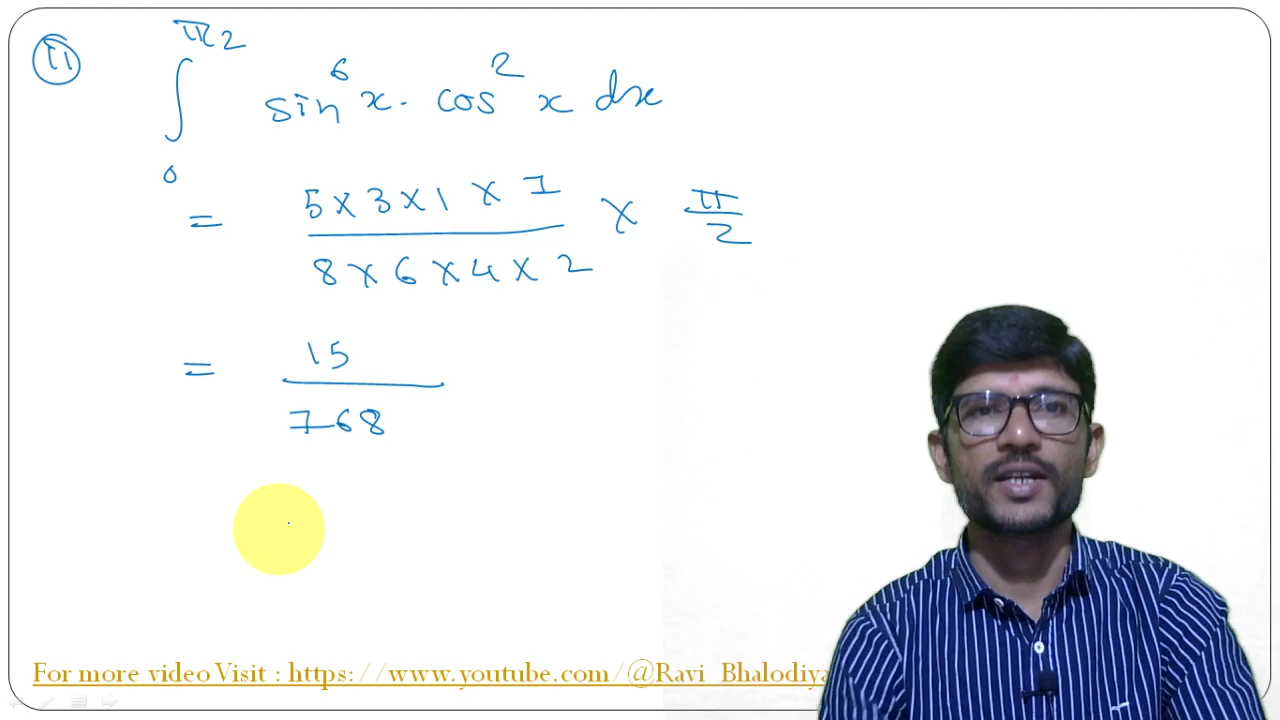 (ii) ∫₀^π/2 sin⁶x · cos²x dx
= (5 × 3 × 1 × 1)/(8 × 6 × 4 × 2) × π/2
= 15/768
For more video Visit : https://www.youtube.com/@Ravi_Bhalodiya